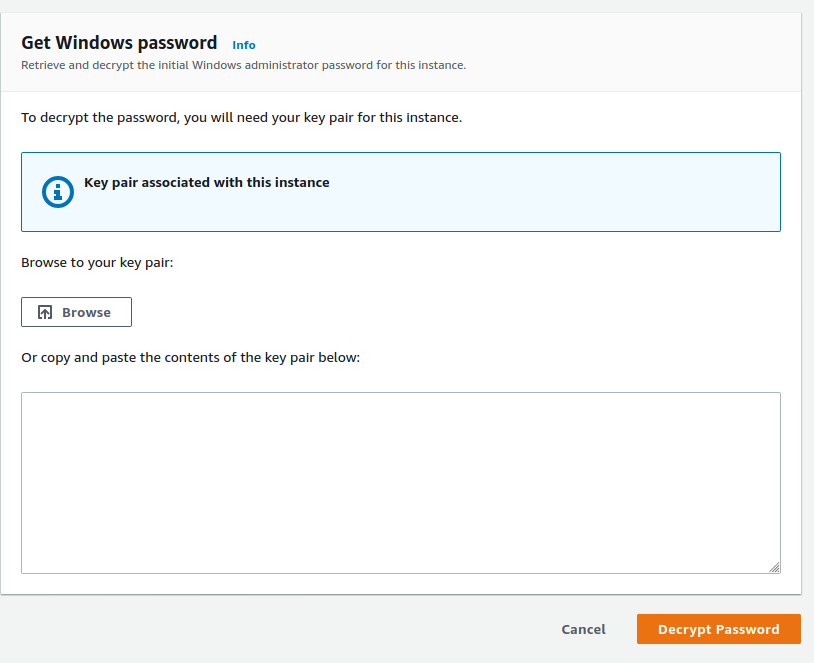 Get Windows password Info
Retrieve and decrypt the initial Windows administrator password for this instance.
To decrypt the password, you will need your key pair for this instance.
Key pair associated with this instance
Browse to your key pair:
Browse
Or copy and paste the contents of the key pair below:
Cancel Decrypt Password